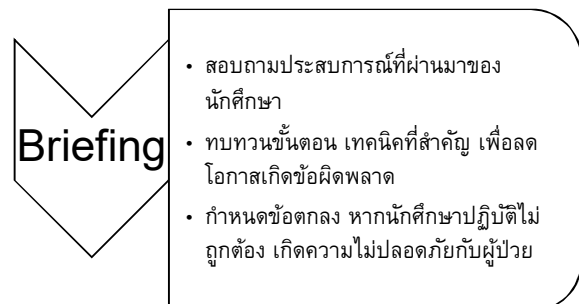 Briefing
• สอบถามประสบการณ์ที่ผ่านมาของ
นักศึกษา
• ทบทวนขั้นตอน เทคนิคที่สำคัญ เพื่อลด
โอกาสเกิดข้อผิดพลาด
• กำหนดข้อตกลง หากนักศึกษาปฏิบัติไม่
ถูกต้อง เกิดความไม่ปลอดภัยกับผู้ป่วย